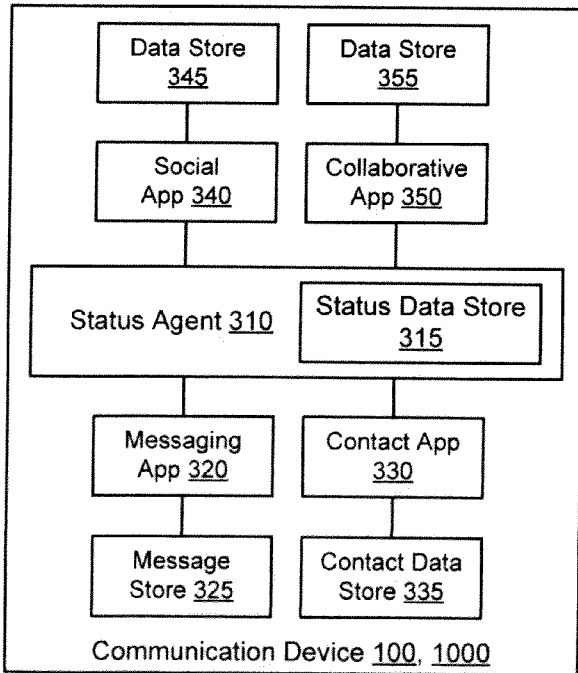 Data Store
345
Data Store
355
Social
App 340
Collaborative
App 350
Status Agent 310
Status Data Store
315
Messaging
App 320
Contact App
330
Message
Store 325
Contact Data
Store 335
Communication Device 100, 1000